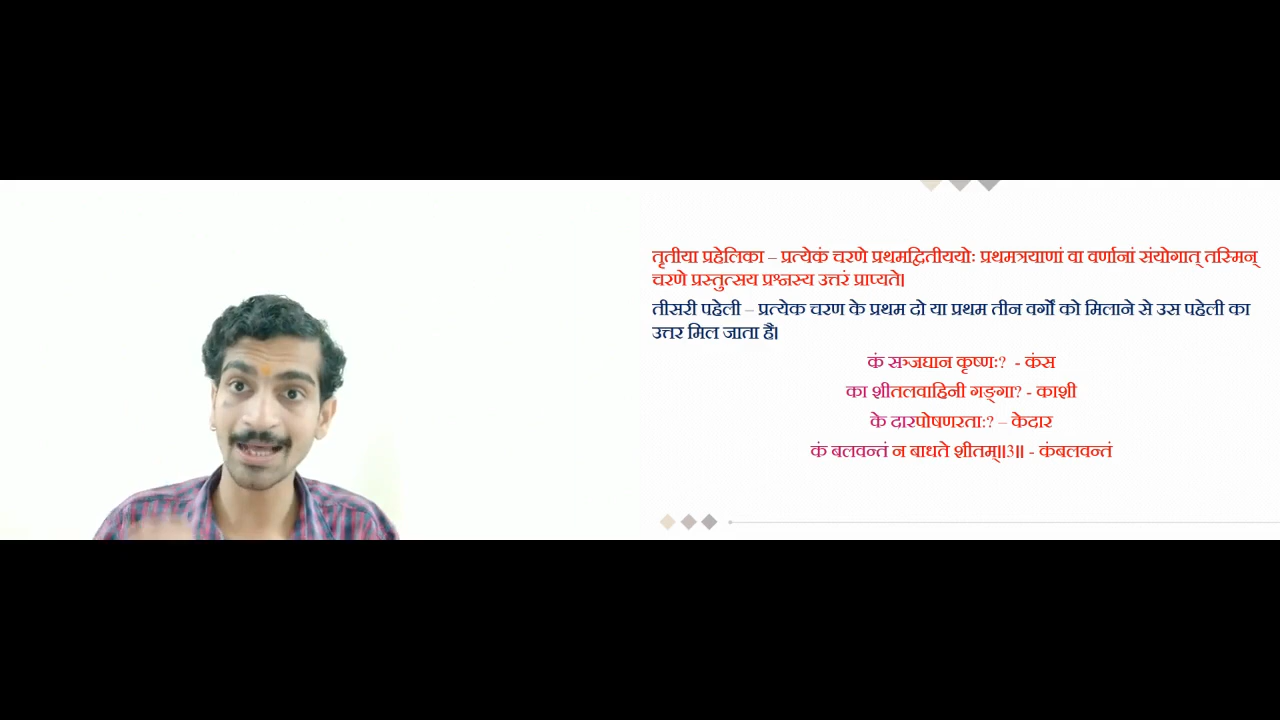 तृतीया प्रहेलिका – प्रत्येकं चरणे प्रथमद्वितीययोः प्रथमत्रयाणां वा वर्णानां संयोगात् तस्मिन्
चरणे प्रस्तुत्सय प्रश्नस्य उत्तरं प्राप्यते।
तीसरी पहेली – प्रत्येक चरण के प्रथम दो या प्रथम तीन वर्गों को मिलाने से उस पहेली का
उत्तर मिल जाता है।
कं सञ्जघान कृष्णः? - कंस
का शीतलवाहिनी गङ्गा? - काशी
के दारपोषणरताः? – केदार
कं बलवन्तं न बाधते शीतम्॥3॥ - कंबलवन्तं